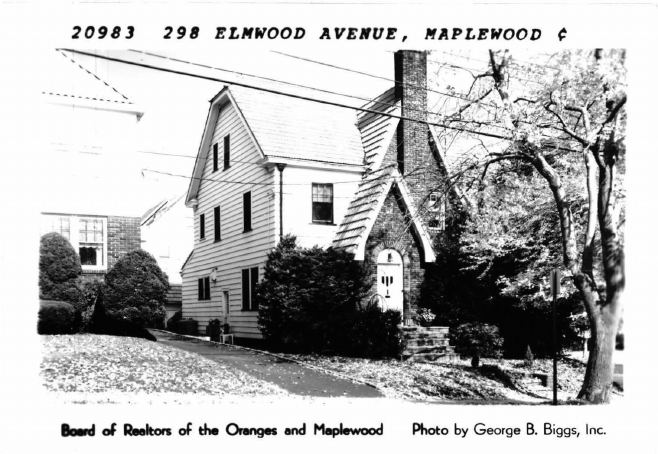 20983 298 ELMWOOD AVENUE, MAPLEWOOD ¢
Board of Realtors of the Oranges and Maplewood Photo by George B. Biggs, Inc.